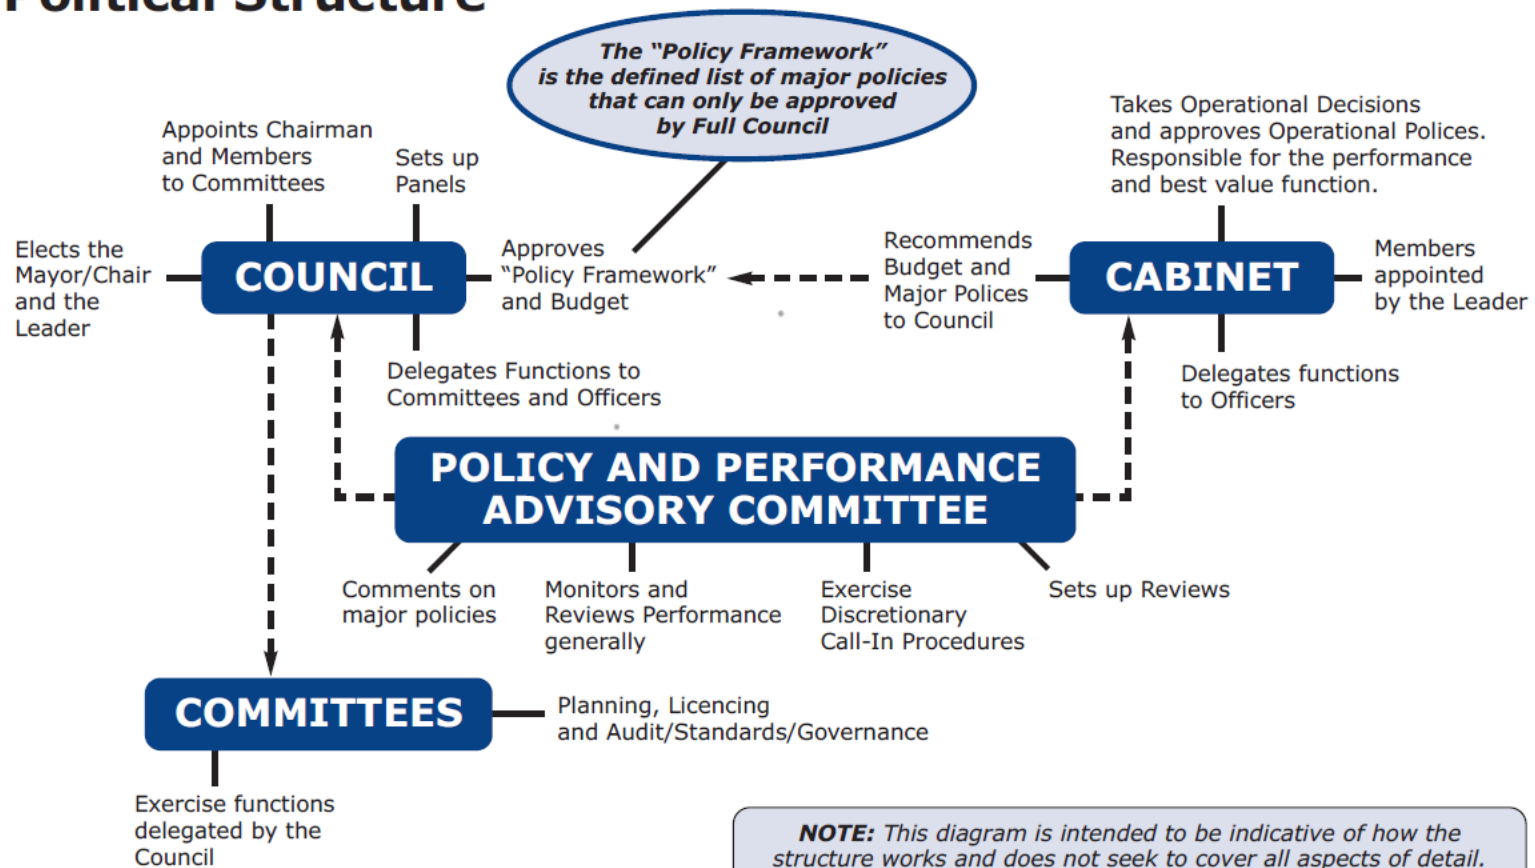 Political Structure
The “Policy Framework”
is the defined list of major policies
that can only be approved
by Full Council
Appoints Chairman
and Members
to Committees
Sets up
Panels
Elects the
Mayor/Chair
and the
Leader
COUNCIL
Approves
“Policy Framework”
and Budget
Delegates Functions to
Committees and Officers
Takes Operational Decisions
and approves Operational Polices.
Responsible for the performance
and best value function.
Recommends
Budget and
Major Polices
to Council
CABINET
Members
appointed
by the Leader
Delegates functions
to Officers
POLICY AND PERFORMANCE
ADVISORY COMMITTEE
Comments on
major policies
Monitors and
Reviews Performance
generally
Exercise
Discretionary
Call-In Procedures
Sets up Reviews
COMMITTEES
Planning, Licencing
and Audit/Standards/Governance
Exercise functions
delegated by the
Council
NOTE: This diagram is intended to be indicative of how the
structure works and does not seek to cover all aspects of detail.